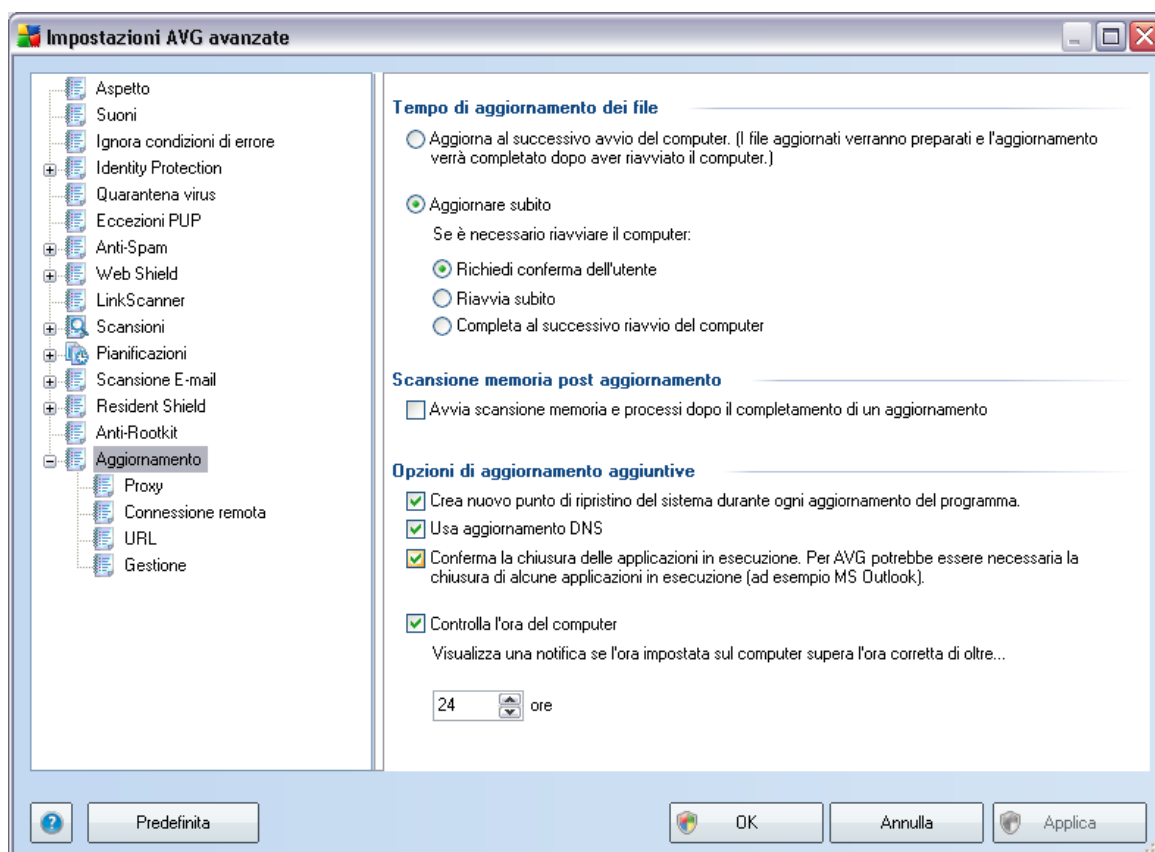 Impostazioni AVG avanzate
Aspetto
Suoni
Ignora condizioni di errore
Identity Protection
Quarantena virus
Eccezioni PUP
Anti-Spam
Web Shield
LinkScanner
Scansioni
Pianificazioni
Scansione E-mail
Resident Shield
Anti-Rootkit
Aggiornamento
Proxy
Connessione remota
URL
Gestione
Tempo di aggiornamento dei file
Aggiorna al successivo avvio del computer. (I file aggiornati verranno preparati e l'aggiornamento
verrà completato dopo aver riavviato il computer.)
Aggiornare subito
Se è necessario riavviare il computer:
Richiedi conferma dell'utente
Riavvia subito
Completa al successivo riavvio del computer
Scansione memoria post aggiornamento
Avvia scansione memoria e processi dopo il completamento di un aggiornamento
Opzioni di aggiornamento aggiuntive
Crea nuovo punto di ripristino del sistema durante ogni aggiornamento del programma.
Usa aggiornamento DNS
Conferma la chiusura delle applicazioni in esecuzione. Per AVG potrebbe essere necessaria la
chiusura di alcune applicazioni in esecuzione (ad esempio MS Outlook).
Controlla l'ora del computer
Visualizza una notifica se l'ora impostata sul computer supera l'ora corretta di oltre...
24 ore
? Predefinita OK Annulla Applica